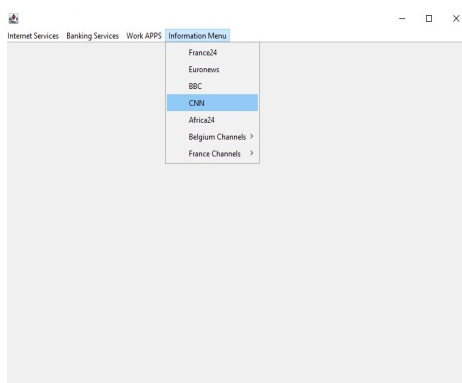 Internet Services Banking Services Work APPS Information Menu
France24
Euronews
BBC
CNN
Africa24
Belgium Channels >
France Channels >